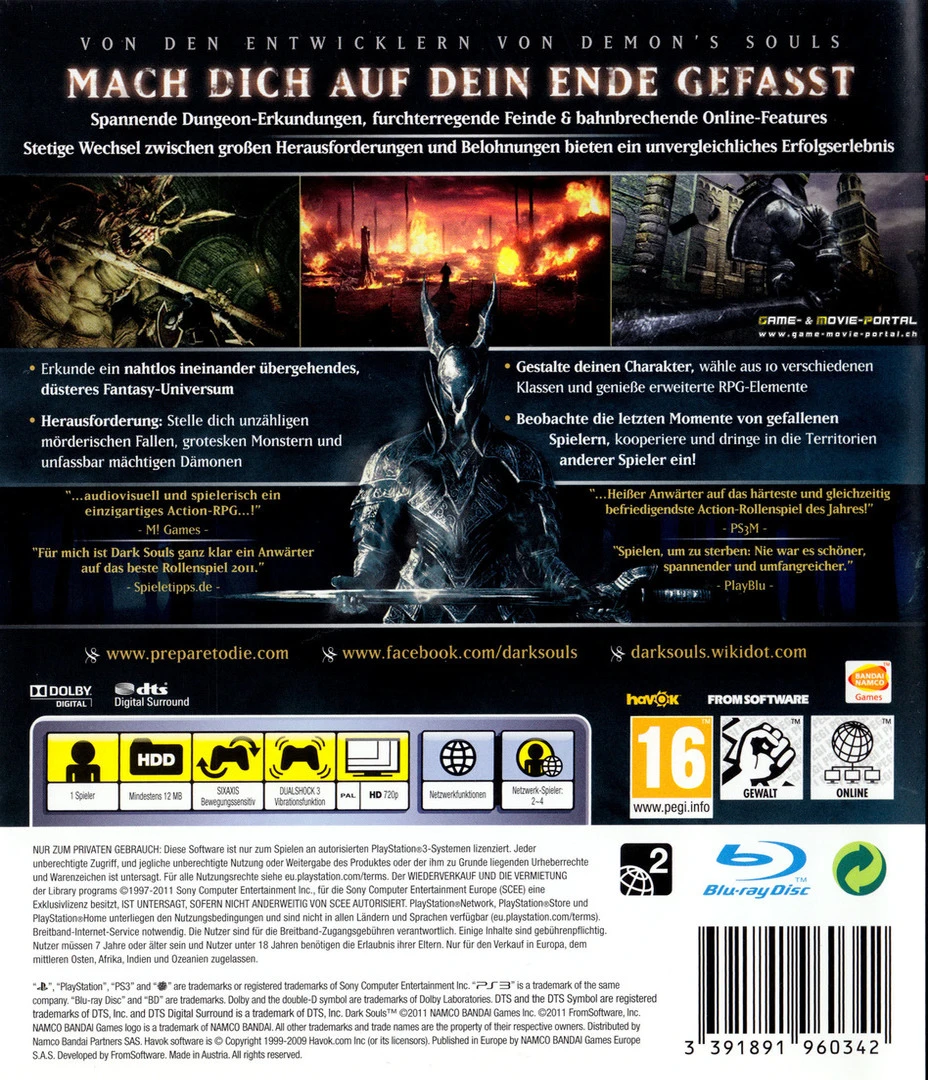 VON DEN ENTWICKLERN VON DEMON'S SOULS
MACH DICH AUF DEIN ENDE GEFASST
Spannende Dungeon-Erkundungen, furchterregende Feinde & bahnbrechende Online-Features
Stetige Wechsel zwischen großen Herausforderungen und Belohnungen bieten ein unvergleichliches Erfolgserlebnis
GAME- & MOVIE-PORTAL
www.game-movie-portal.ch
• Erkunde ein nahtlos ineinander übergehendes,
düsteres Fantasy-Universum
• Herausforderung: Stelle dich unzähligen
mörderischen Fallen, grotesken Monstern und
unfassbar mächtigen Dämonen
• Gestalte deinen Charakter, wähle aus 10 verschiedenen
Klassen und genieße erweiterte RPG-Elemente
• Beobachte die letzten Momente von gefallenen
Spielern, kooperiere und dringe in die Territorien
anderer Spieler ein!
"...audiovisuell und spielerisch ein
einzigartiges Action-RPG...!"
- M! Games -
"Für mich ist Dark Souls ganz klar ein Anwärter
auf das beste Rollenspiel 2011."
- Spieletipps.de -
"...Heißer Anwärter auf das härteste und gleichzeitig
befriedigendste Action-Rollenspiel des Jahres!"
- PS3M -
"Spielen, um zu sterben: Nie war es schöner,
spannender und umfangreicher."
- PlayBlu -
www.preparetodie.com www.facebook.com/darksouls darksouls.wikidot.com
DOLBY
DIGITAL
dts
Digital Surround
havok
FROMSOFTWARE
BANDAI
NAMCO
Games
HDD
1 Spieler
Mindestens 12 MB
SIXAXIS
Bewegungssensitiv
DUALSHOCK 3
Vibrationsfunktion
PAL HD 720p
Netzwerkfunktionen
Netzwerk-Spieler:
2-4
16
www.pegi.info
GEWALT
ONLINE
NUR ZUM PRIVATEN GEBRAUCH: Diese Software ist nur zum Spielen an autorisierten PlayStation®3-Systemen lizenziert. Jeder
unberechtigte Zugriff, und jegliche unberechtigte Nutzung oder Weitergabe des Produktes oder der ihm zu Grunde liegenden Urheberrechte
und Warenzeichen ist untersagt. Für alle Nutzungsrechte siehe eu.playstation.com/terms. Der WIEDERVERKAUF UND DIE VERMIETUNG
der Library programs ©1997-2011 Sony Computer Entertainment Inc., für die Sony Computer Entertainment Europe (SCEE) eine
Exklusivlizenz besitzt, IST UNTERSAGT, SOFERN NICHT ANDERWEITIG VON SCEE AUTORISIERT. PlayStation®Network, PlayStation®Store und
PlayStation®Home unterliegen den Nutzungsbedingungen und sind nicht in allen Ländern und Sprachen verfügbar (eu.playstation.com/terms).
Breitband-Internet-Service notwendig. Die Nutzer sind für die Breitband-Zugangsgebühren verantwortlich. Einige Inhalte sind gebührenpflichtig.
Nutzer müssen 7 Jahre oder älter sein und Nutzer unter 18 Jahren benötigen die Erlaubnis ihrer Eltern. Nur für den Verkauf in Europa, dem
mittleren Osten, Afrika, Indien und Ozeanien zugelassen.
2
Blu-ray Disc
" ", "PlayStation", "PS3" and " " are trademarks or registered trademarks of Sony Computer Entertainment Inc. "PS3" is a trademark of the same
company. "Blu-ray Disc" and "BD" are trademarks. Dolby and the double-D symbol are trademarks of Dolby Laboratories. DTS and the DTS Symbol are registered
trademarks of DTS, Inc. and DTS Digital Surround is a trademark of DTS, Inc. Dark Souls™ ©2011 NAMCO BANDAI Games Inc. ©2011 FromSoftware, Inc.
NAMCO BANDAI Games logo is a trademark of NAMCO BANDAI. All other trademarks and trade names are the property of their respective owners. Distributed by
Namco Bandai Partners SAS. Havok software is © Copyright 1999-2009 Havok.com Inc (or its licensors). Published in Europe by NAMCO BANDAI Games Europe
S.A.S. Developed by FromSoftware. Made in Austria. All rights reserved.
3 391891 960342